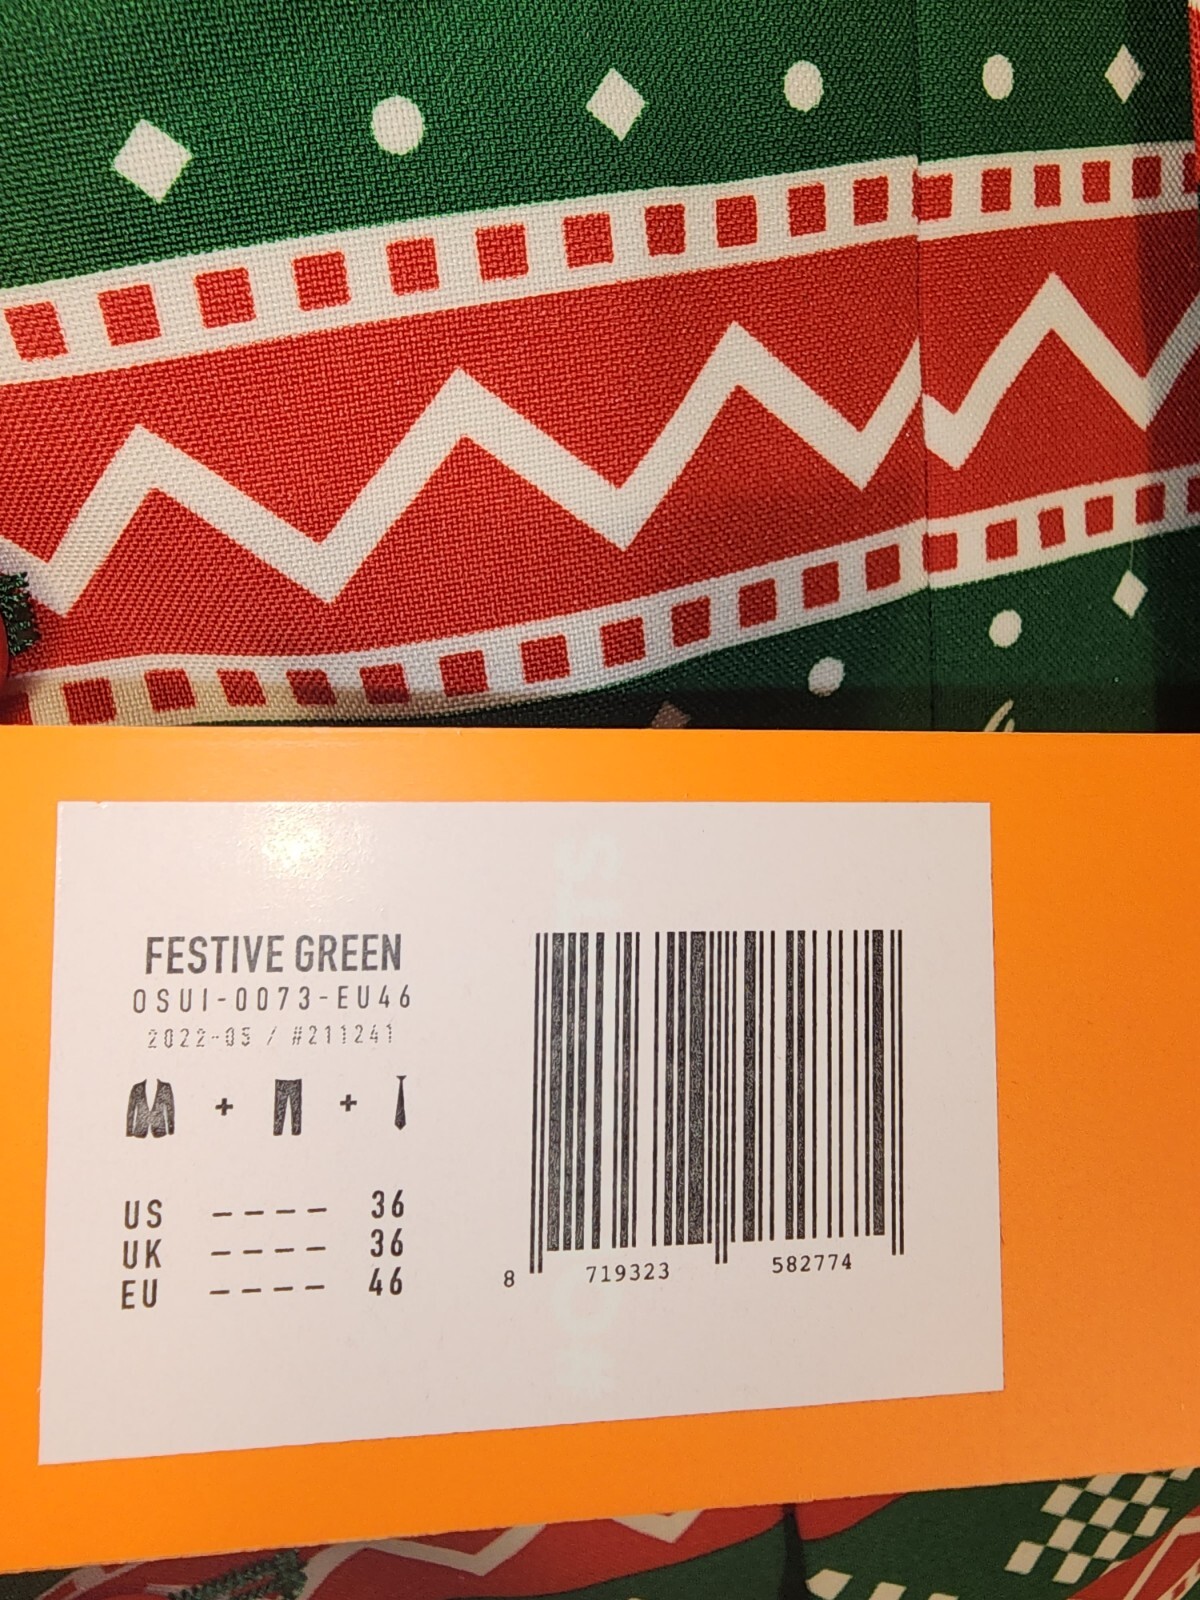 FESTIVE GREEN
OSUI-0073-EU46
2022-05 / #211241
+ +
US ---- 36
UK ---- 36
EU ---- 46
8 719323 582774